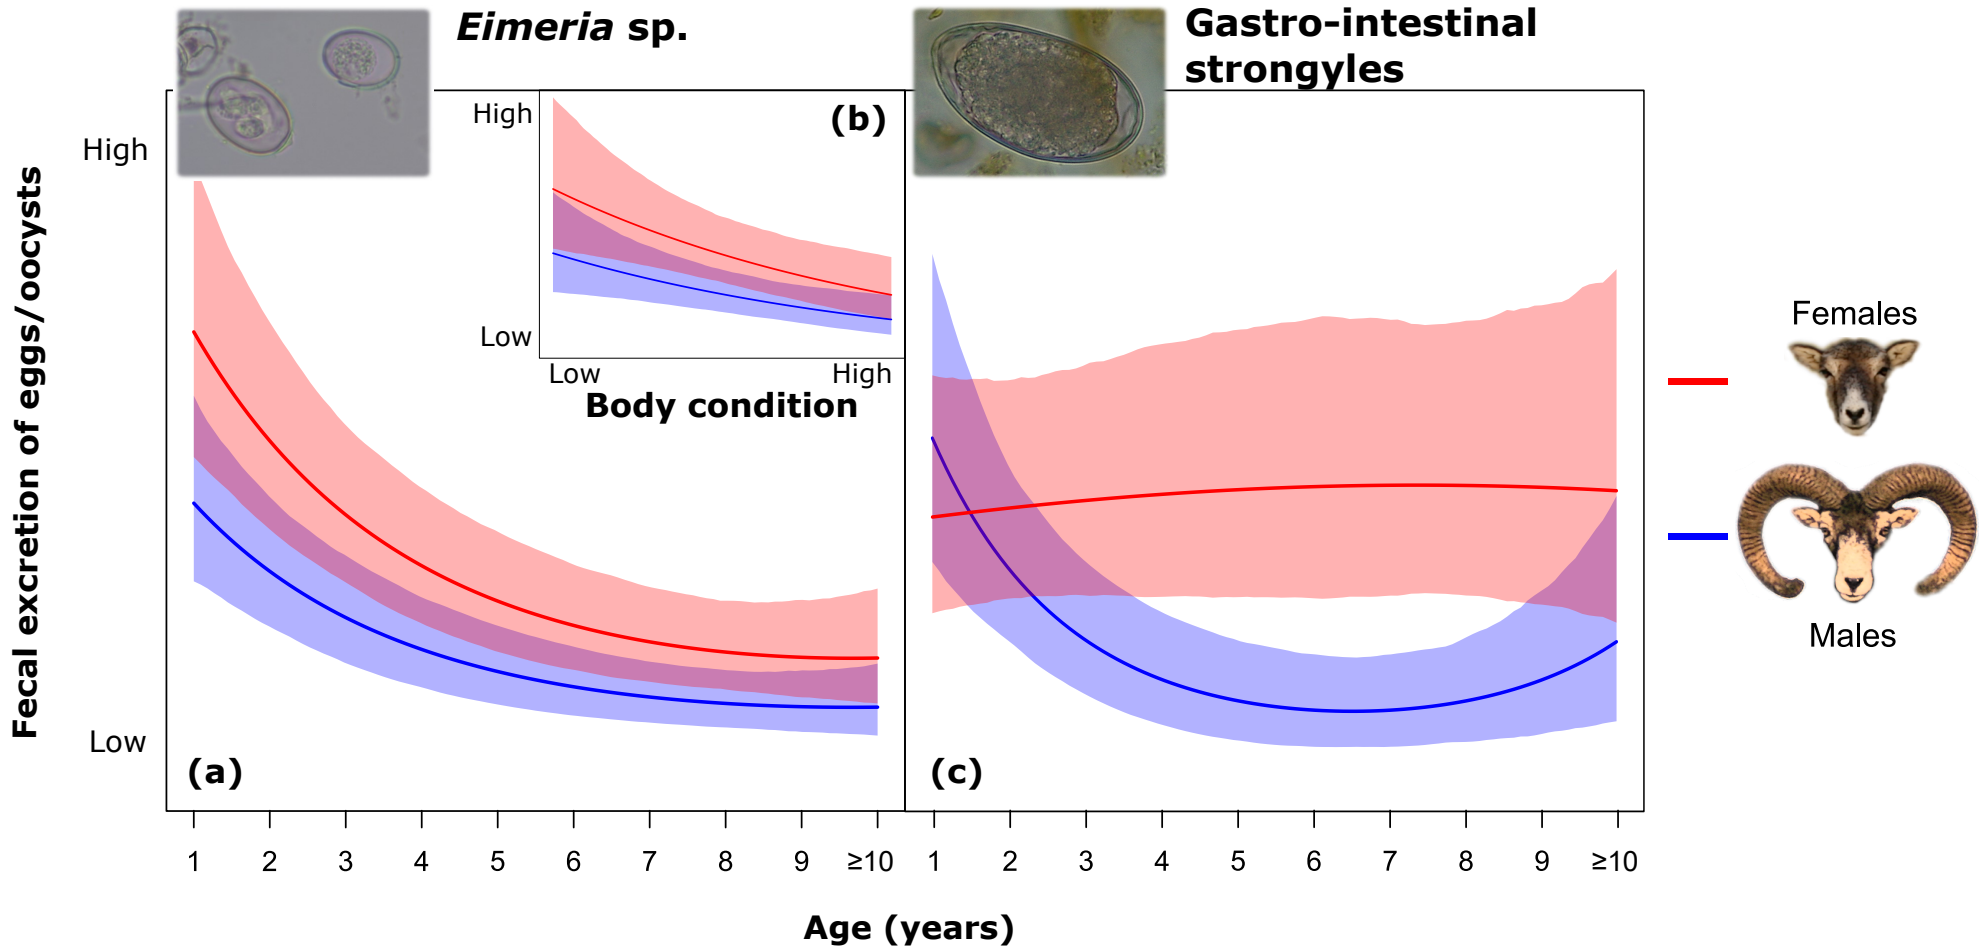 Eimeria sp.
Gastro-intestinal
strongyles
Fecal excretion of eggs/oocysts
High
Low
(a)
High
Low
(b)
Low High
Body condition
(c)
Females
Males
1 2 3 4 5 6 7 8 9 ≥10
1 2 3 4 5 6 7 8 9 ≥10
Age (years)